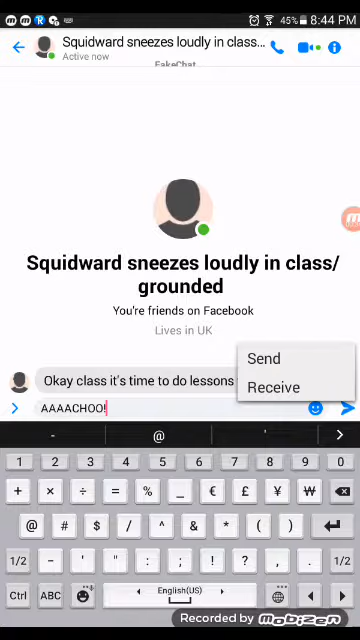 45% 8:44 PM
Squidward sneezes loudly in class...
Active now
FakeChat
Squidward sneezes loudly in class/
grounded
You're friends on Facebook
Lives in UK
Send
Okay class it's time to do lessons
Receive
AAAACHOO!
- @ '
1 2 3 4 5 6 7 8 9 0
+ × ÷ = % _ € £ ¥ ₩
@ # $ / ^ & * ( )
1/2 - ' " : ; ! ? , . 1/2
Ctrl ABC English(US)
Recorded by mobizen